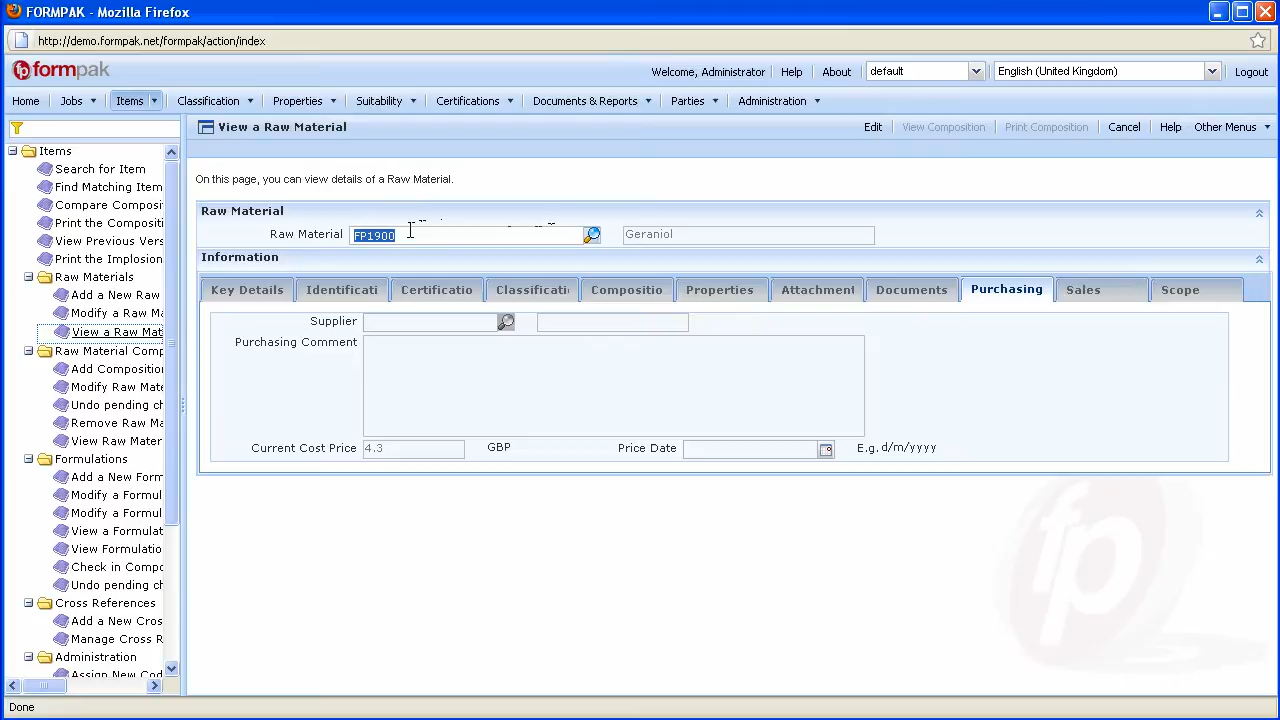 FORMPAK - Mozilla Firefox
http://demo.formpak.net/formpak/action/index
fp formpak
Welcome, Administrator Help About default English (United Kingdom) Logout
Home Jobs Items Classification Properties Suitability Certifications Documents & Reports Parties Administration
View a Raw Material Edit View Composition Print Composition Cancel Help Other Menus
Items
Search for Item
Find Matching Item
Compare Composi
Print the Compositi
View Previous Vers
Print the Implosion
Raw Materials
Add a New Raw
Modify a Raw M
View a Raw Mat
Raw Material Comp
Add Compositio
Modify Raw Mate
Undo pending ch
Remove Raw Ma
View Raw Mater
Formulations
Add a New Form
Modify a Formul
Modify a Formul
View a Formulat
View Formulatio
Check in Compo
Undo pending ch
Cross References
Add a New Cros
Manage Cross R
Administration
Assign New Cod
On this page, you can view details of a Raw Material.
Raw Material
Raw Material FP1900 Geraniol
Information
Key Details Identificati Certificatio Classificati Compositio Properties Attachment Documents Purchasing Sales Scope
Supplier
Purchasing Comment
Current Cost Price 4.3 GBP Price Date E.g. d/m/yyyy
fp
Done